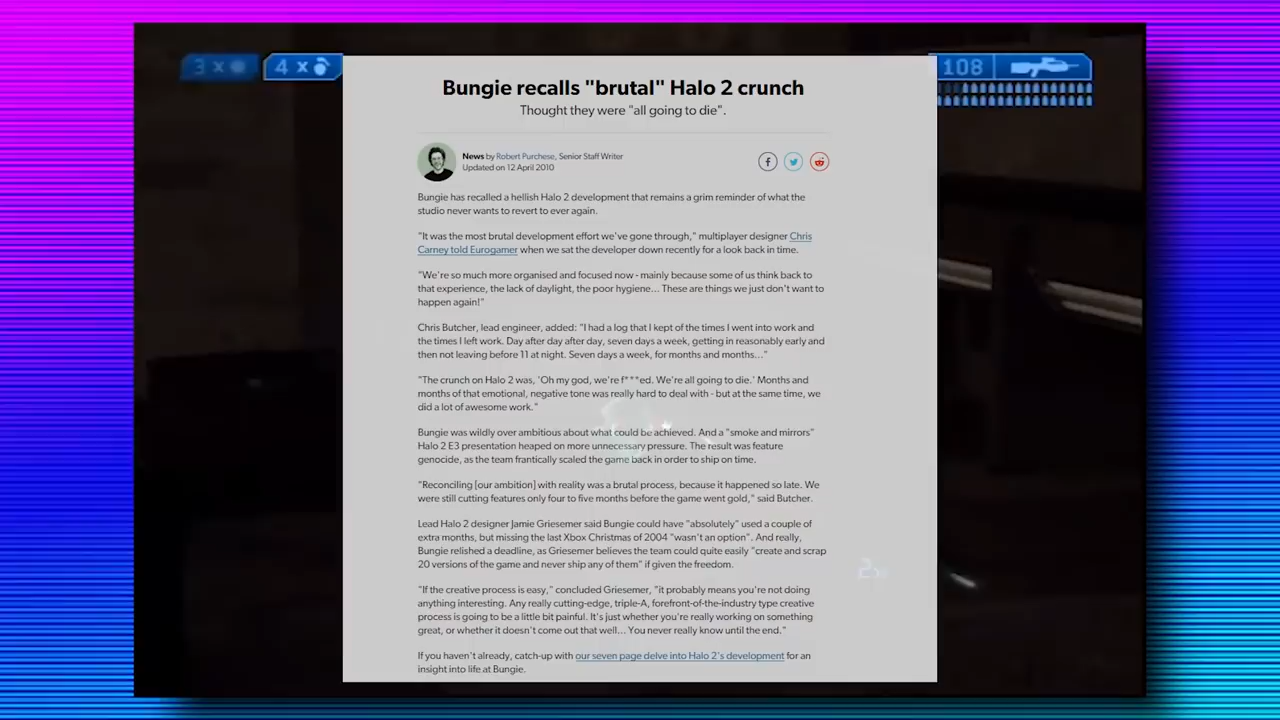 3 x
4 x
108
Bungie recalls "brutal" Halo 2 crunch
Thought they were "all going to die".
News by Robert Purchese, Senior Staff Writer
Updated on 12 April 2010
Bungie has recalled a hellish Halo 2 development that remains a grim reminder of what the
studio never wants to revert to ever again.
"It was the most brutal development effort we've gone through," multiplayer designer Chris
Carney told Eurogamer when we sat the developer down recently for a look back in time.
"We're so much more organised and focused now - mainly because some of us think back to
that experience, the lack of daylight, the poor hygiene... These are things we just don't want to
happen again!"
Chris Butcher, lead engineer, added: "I had a log that I kept of the times I went into work and
the times I left work. Day after day after day, seven days a week, getting in reasonably early and
then not leaving before 11 at night. Seven days a week, for months and months..."
"The crunch on Halo 2 was, 'Oh my god, we're f***ed. We're all going to die.' Months and
months of that emotional, negative tone was really hard to deal with - but at the same time, we
did a lot of awesome work."
Bungie was wildly over ambitious about what could be achieved. And a "smoke and mirrors"
Halo 2 E3 presentation heaped on more unnecessary pressure. The result was feature
genocide, as the team frantically scaled the game back in order to ship on time.
"Reconciling [our ambition] with reality was a brutal process, because it happened so late. We
were still cutting features only four to five months before the game went gold," said Butcher.
Lead Halo 2 designer Jamie Griesemer said Bungie could have "absolutely" used a couple of
extra months, but missing the last Xbox Christmas of 2004 "wasn't an option". And really,
Bungie relished a deadline, as Griesemer believes the team could quite easily "create and scrap
20 versions of the game and never ship any of them" if given the freedom.
"If the creative process is easy," concluded Griesemer, "it probably means you're not doing
anything interesting. Any really cutting-edge, triple-A, forefront-of-the-industry type creative
process is going to be a little bit painful. It's just whether you're really working on something
great, or whether it doesn't come out that well... You never really know until the end."
If you haven't already, catch-up with our seven page delve into Halo 2's development for an
insight into life at Bungie.